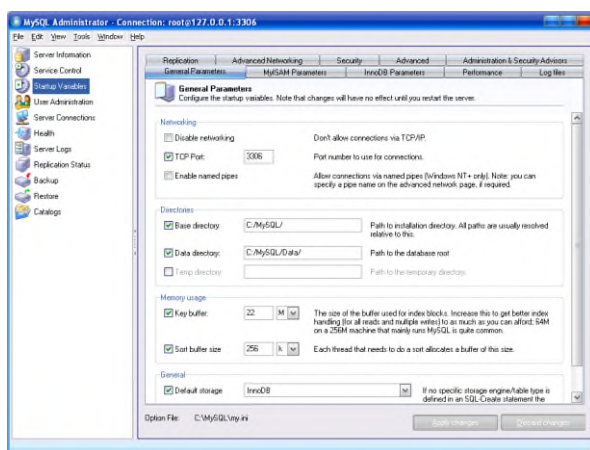 MySQL Administrator - Connection: root@127.0.0.1:3306
File Edit View Tools Window Help
Server Information
Service Control
Startup Variables
User Administration
Server Connections
Health
Server Logs
Replication Status
Backup
Restore
Catalogs
Replication Advanced Networking Security Advanced Administration & Security Advisors
General Parameters MyISAM Parameters InnoDB Parameters Performance Log files
General Parameters
Configure the startup variables. Note that changes will have no effect until you restart the server.
Networking
Disable networking Don't allow connections via TCP/IP.
TCP Port: 3306 Port number to use for connections.
Enable named pipes Allow connections via named pipes (Windows NT+ only). Note: you can
specify a pipe name on the advanced network page, if required.
Directories
Base directory: C:/MySQL/ Path to installation directory. All paths are usually resolved
relative to this.
Data directory: C:/MySQL/Data/ Path to the database root
Temp directory Path to the temporary directory.
Memory usage
Key buffer: 22 M The size of the buffer used for index blocks. Increase this to get better index
handling (for all reads and multiple writes) to as much as you can afford; 64M
on a 256M machine that mainly runs MySQL is quite common.
Sort buffer size 256 k Each thread that needs to do a sort allocates a buffer of this size.
General
Default storage InnoDB If no specific storage engine/table type is
defined in an SQL-Create statement the
Option File: C:\MySQL\my.ini Apply changes Discard changes